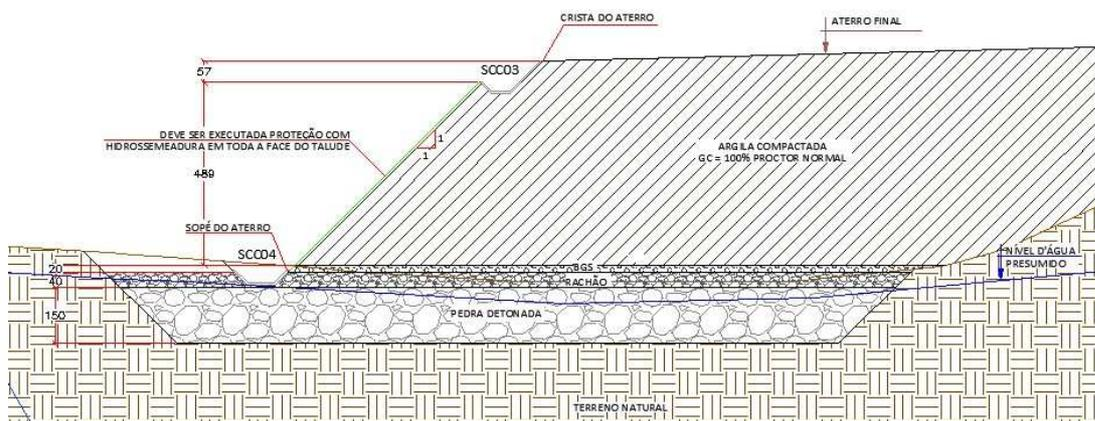 CRISTA DO ATERRO
ATERRO FINAL
57
SCC03
DEVE SER EXECUTADA PROTEÇÃO COM
HIDROSSEMEADURA EM TODA A FACE DO TALUDE
1
1
ARGILA COMPACTADA
GC = 100% PROCTOR NORMAL
489
SOPÉ DO ATERRO
SCC04
NÍVEL D'ÁGUA
PRESUMIDO
20
BGS
40
RACHÃO
150
PEDRA DETONADA
TERRENO NATURAL